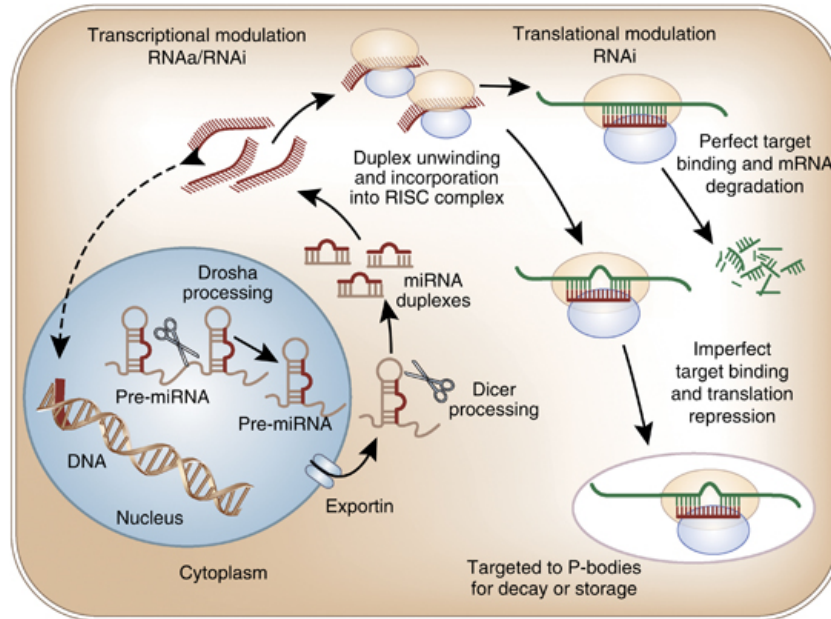 Transcriptional modulation
RNAa/RNAi
Translational modulation
RNAi
Duplex unwinding
and incorporation
into RISC complex
Perfect target
binding and mRNA
degradation
miRNA
duplexes
Drosha
processing
Pre-miRNA
Pre-miRNA
Dicer
processing
Imperfect
target binding
and translation
repression
DNA
Nucleus
Exportin
Cytoplasm
Targeted to P-bodies
for decay or storage